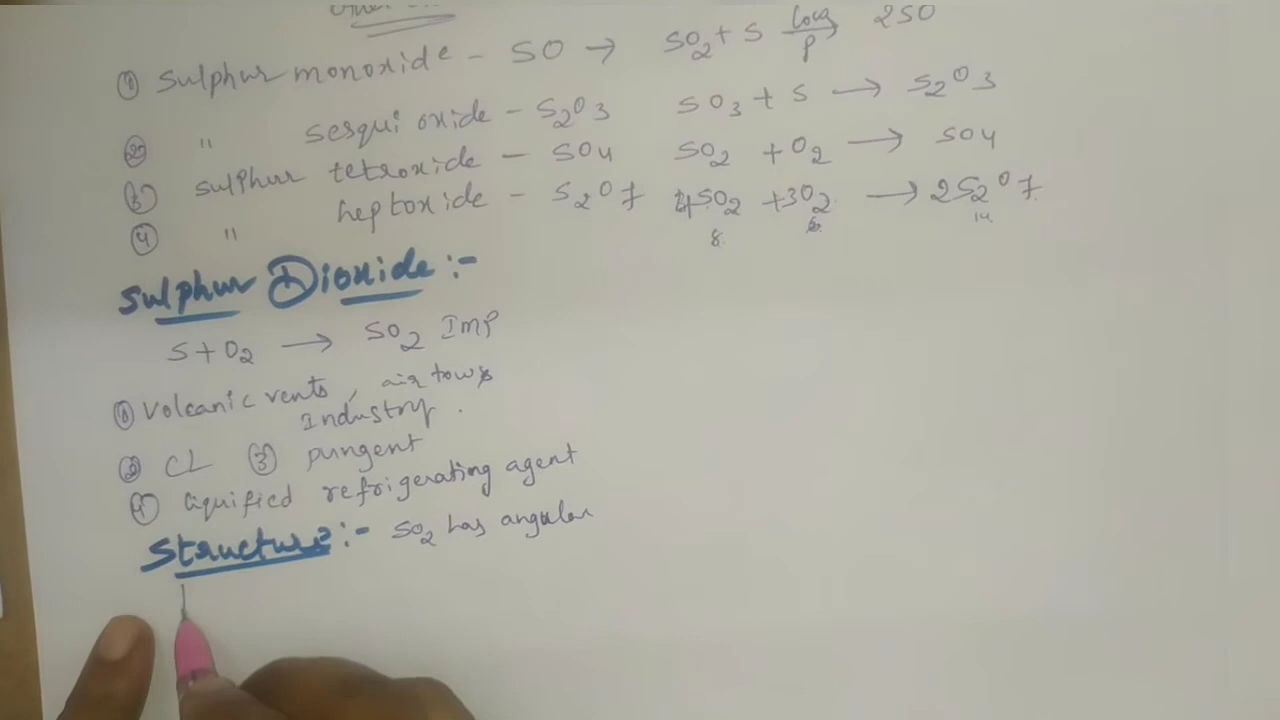 ① Sulphur monoxide - SO → SO2 + S low/P → 2SO
② " sesqui oxide - S2O3 SO3 + S → S2O3
③ Sulphur tetroxide - SO4 SO2 + O2 → SO4
④ " heptoxide - S2O7 4SO2 + 3O2 → 2S2O7
8 6 14
Sulphur Dioxide :-
S + O2 → SO2 Imp
① Volcanic vents, air
Industry.
② CL ③ pungent
④ liquified refrigerating agent
Structure :- SO2 has angular